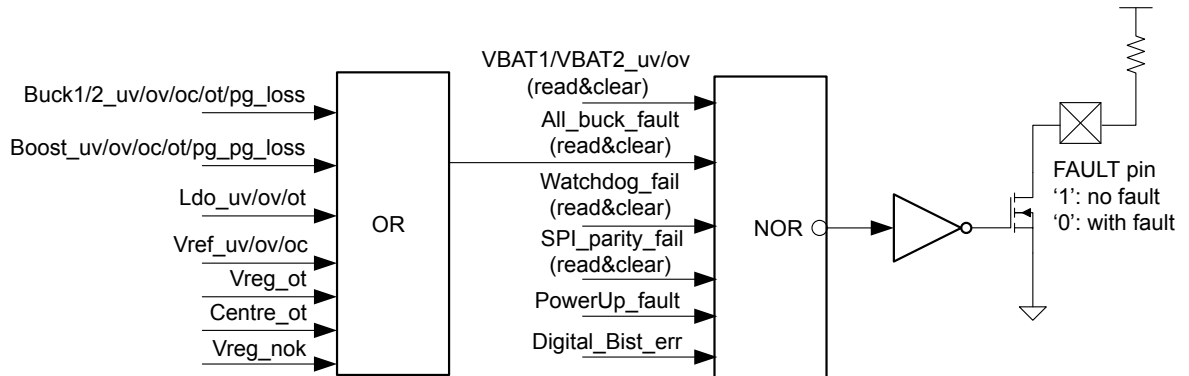 Buck1/2_uv/ov/oc/ot/pg_loss
Boost_uv/ov/oc/ot/pg_pg_loss
Ldo_uv/ov/ot
Vref_uv/ov/oc
Vreg_ot
Centre_ot
Vreg_nok
OR
VBAT1/VBAT2_uv/ov
(read&clear)
All_buck_fault
(read&clear)
Watchdog_fail
(read&clear)
SPI_parity_fail
(read&clear)
PowerUp_fault
Digital_Bist_err
NOR
FAULT pin
‘1’: no fault
‘0’: with fault